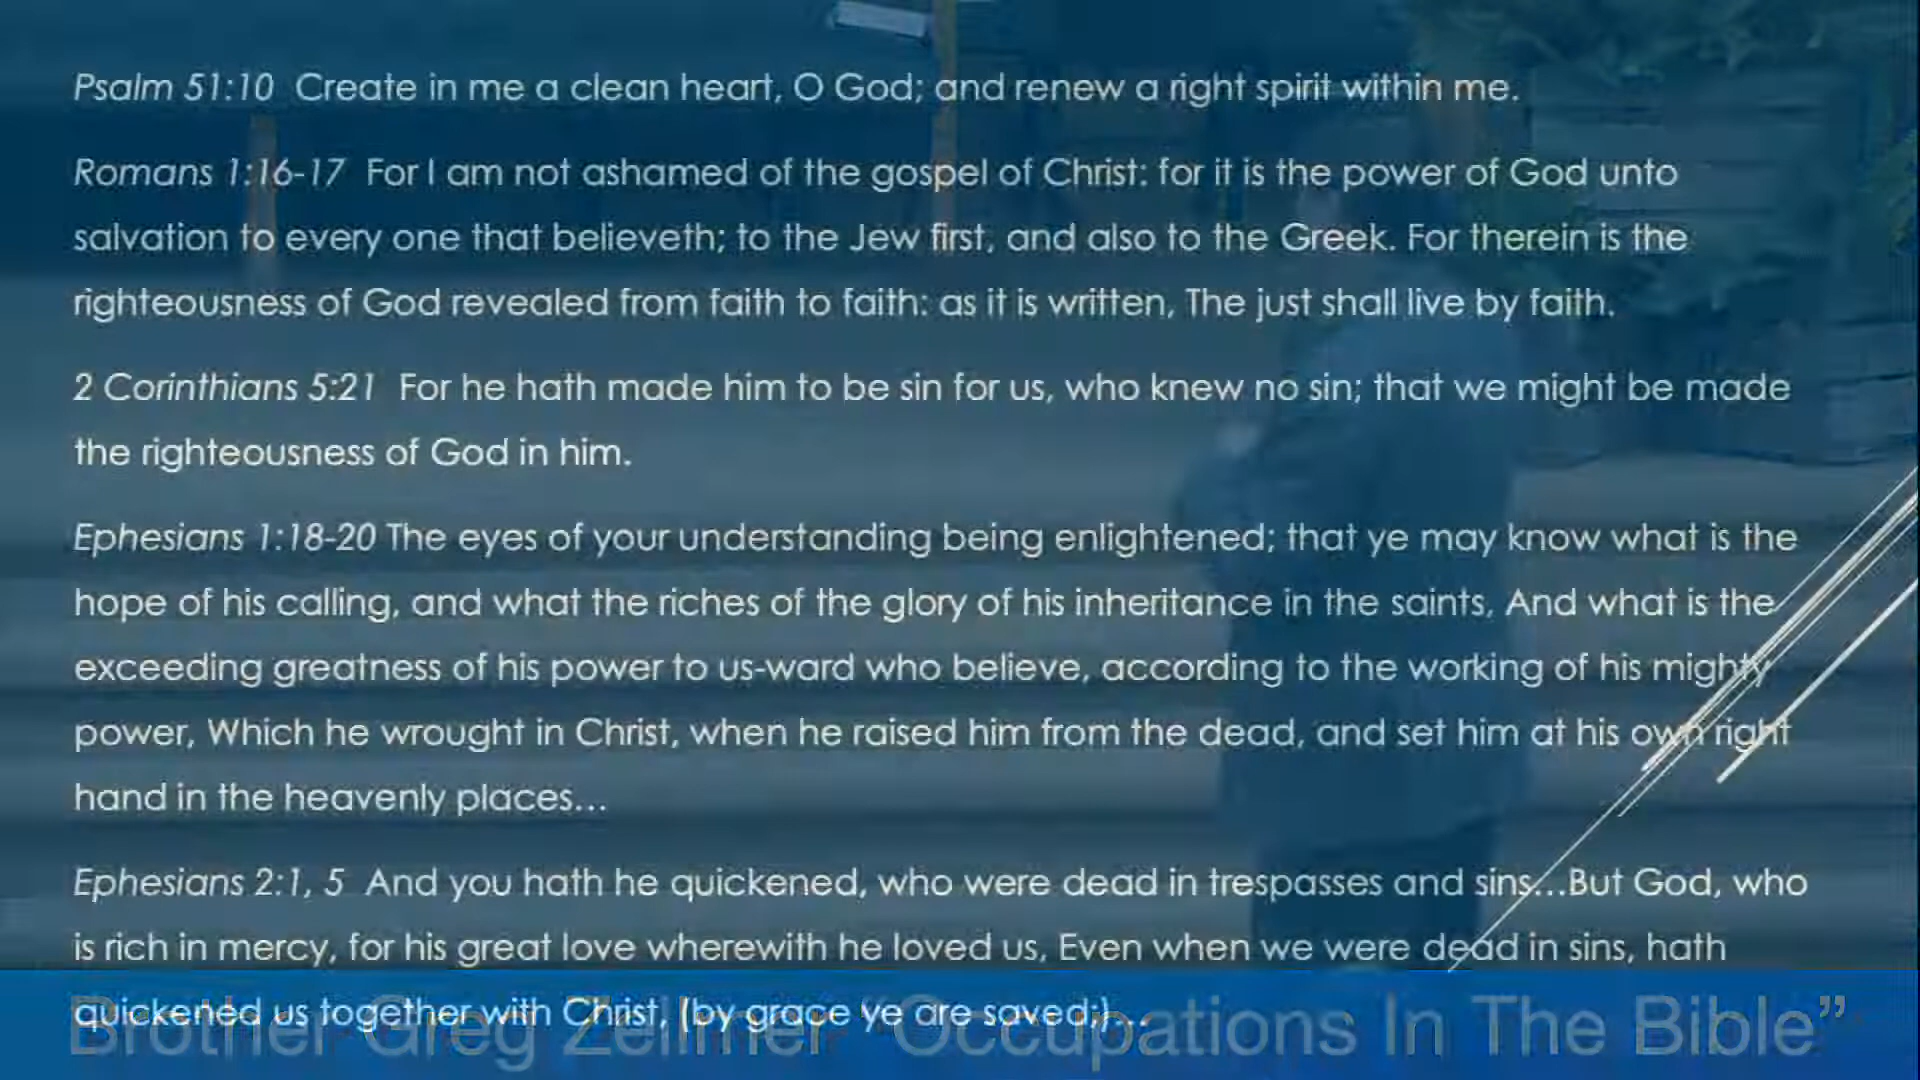 Psalm 51:10 Create in me a clean heart, O God; and renew a right spirit within me.
Romans 1:16-17 For I am not ashamed of the gospel of Christ: for it is the power of God unto
salvation to every one that believeth; to the Jew first, and also to the Greek. For therein is the
righteousness of God revealed from faith to faith: as it is written, The just shall live by faith.
2 Corinthians 5:21 For he hath made him to be sin for us, who knew no sin; that we might be made
the righteousness of God in him.
Ephesians 1:18-20 The eyes of your understanding being enlightened; that ye may know what is the
hope of his calling, and what the riches of the glory of his inheritance in the saints, And what is the
exceeding greatness of his power to us-ward who believe, according to the working of his mighty
power, Which he wrought in Christ, when he raised him from the dead, and set him at his own right
hand in the heavenly places...
Ephesians 2:1, 5 And you hath he quickened, who were dead in trespasses and sins...But God, who
is rich in mercy, for his great love wherewith he loved us, Even when we were dead in sins, hath
quickened us together with Christ, (by grace ye are saved;)...
Brother Greg Zellmer “Occupations In The Bible”